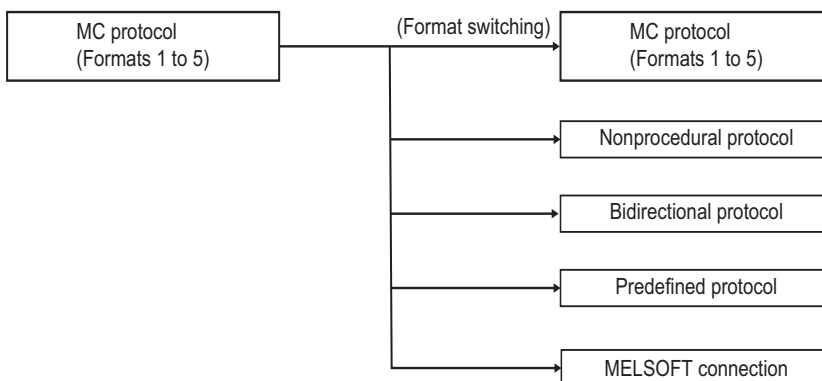 MC protocol
(Formats 1 to 5)
(Format switching)
MC protocol
(Formats 1 to 5)
Nonprocedural protocol
Bidirectional protocol
Predefined protocol
MELSOFT connection